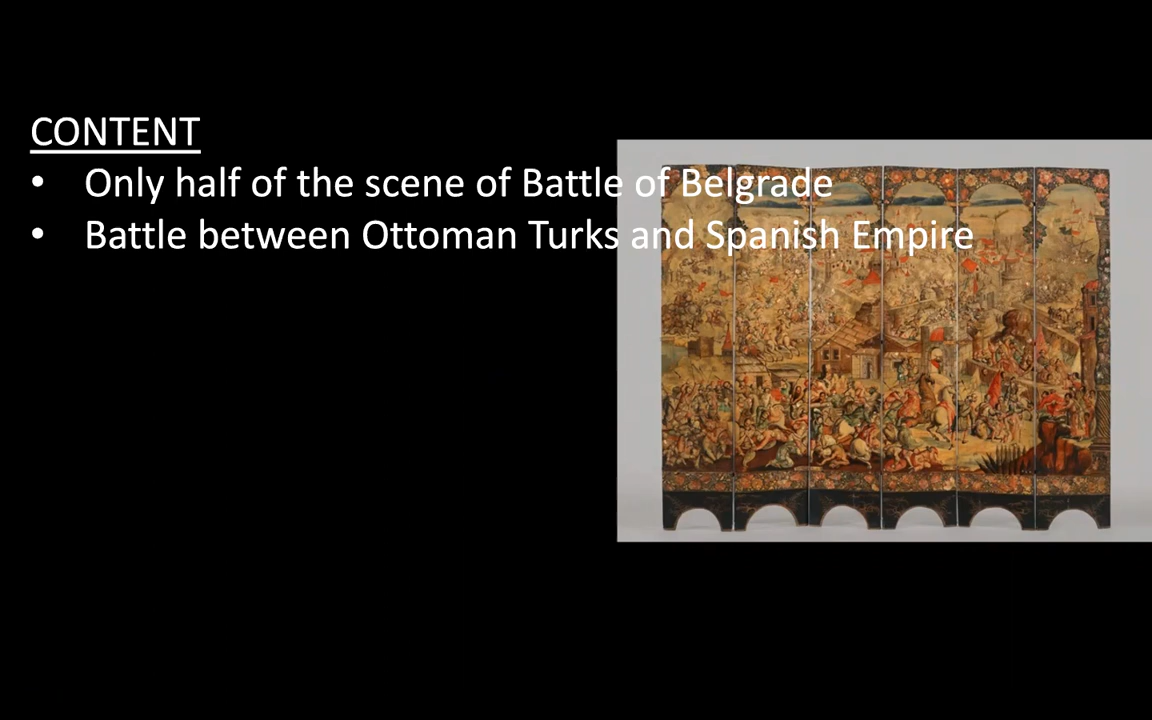 CONTENT
• Only half of the scene of Battle of Belgrade
• Battle between Ottoman Turks and Spanish Empire